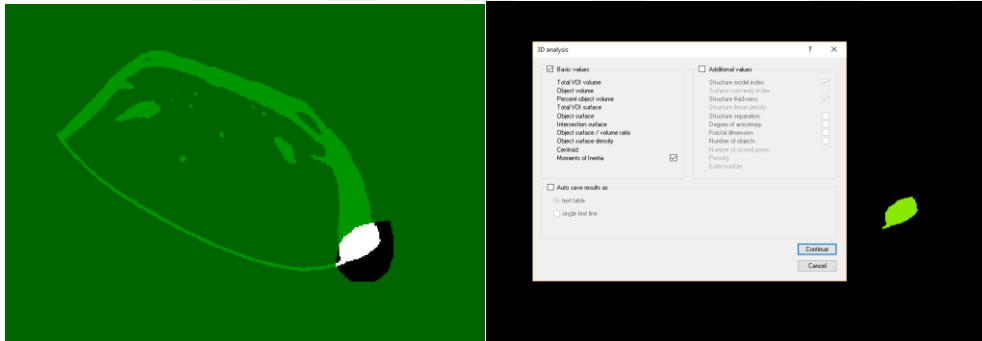 3D analysis
? ×
Basic values
Total VOI volume
Object volume
Percent object volume
Total VOI surface
Object surface
Intersection surface
Object surface / volume ratio
Object surface density
Centroid
Moments of Inertia
Additional values
Structure model index
Surface convexity index
Structure thickness
Structure linear density
Structure separation
Degree of anisotropy
Fractal dimension
Number of objects
Number of closed pores
Porosity
Euler number
Auto save results as
text table
single text line
Continue
Cancel